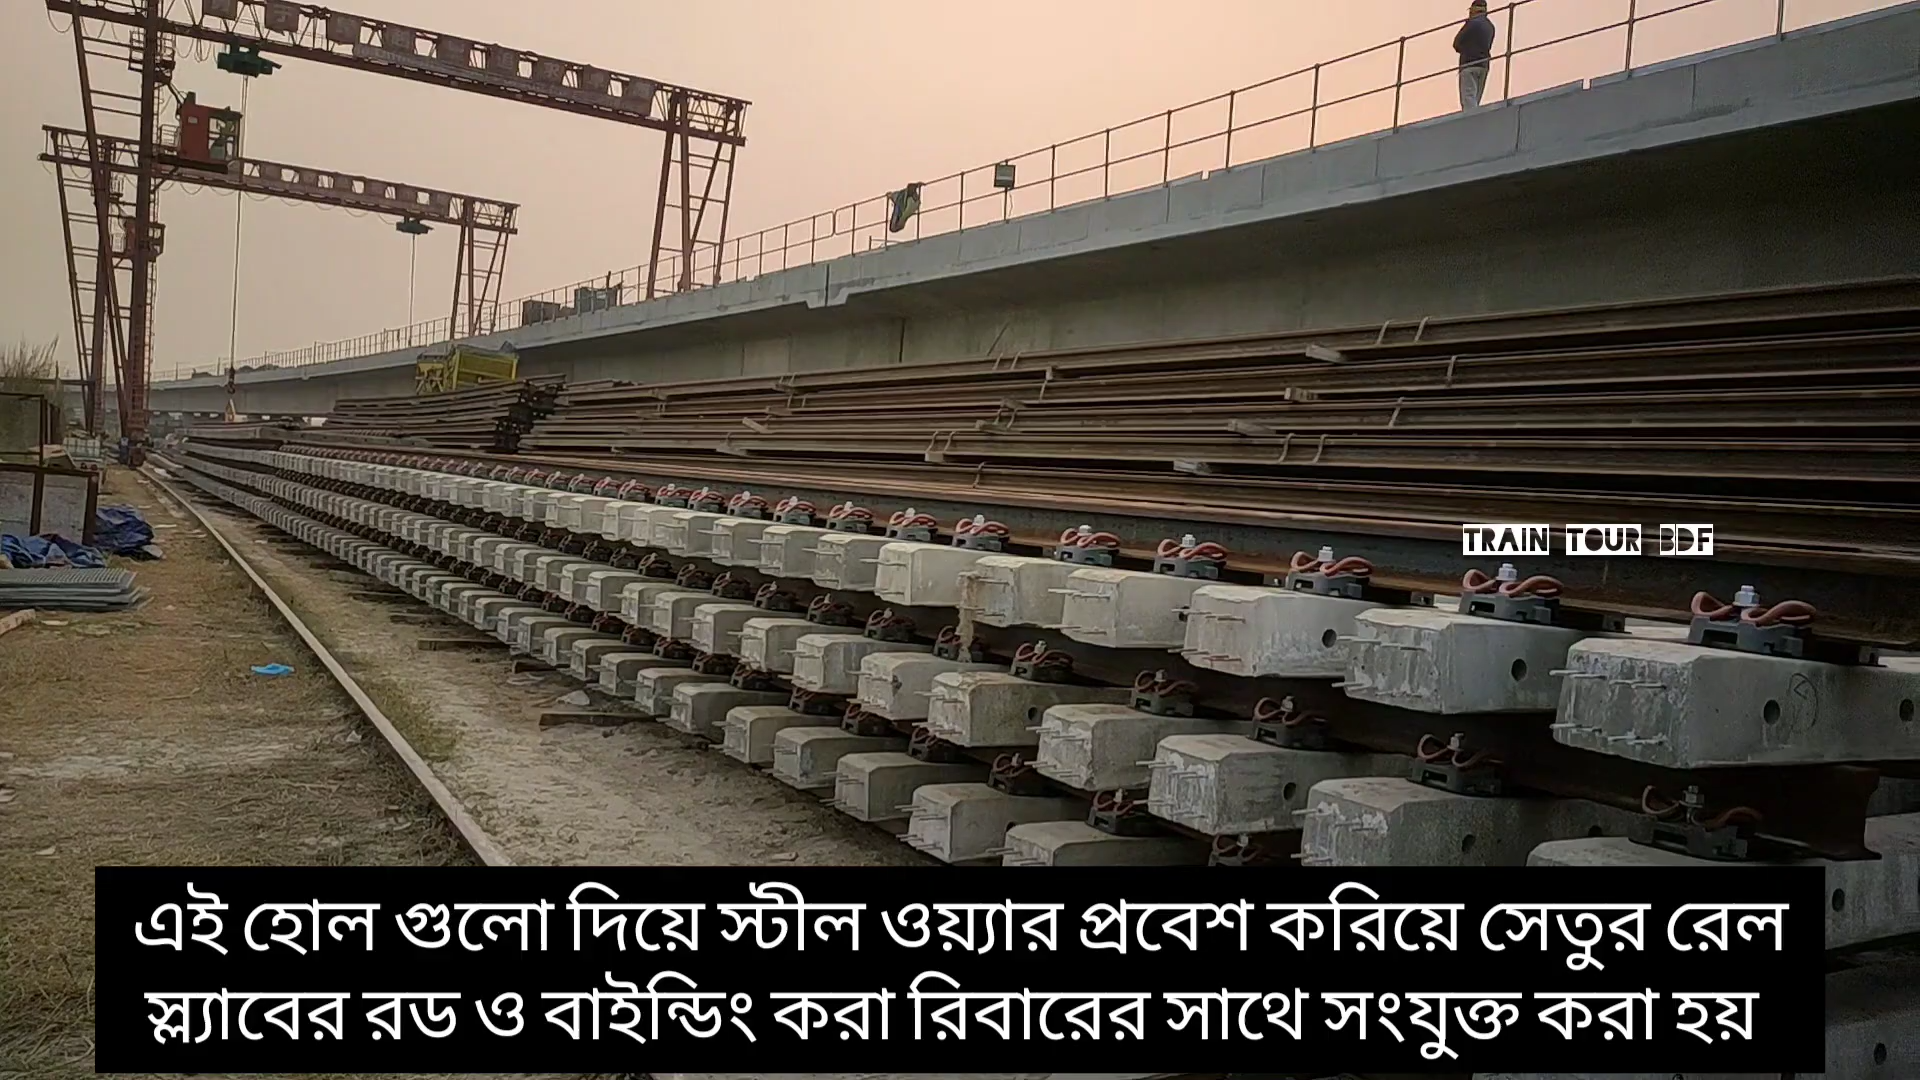 TRAIN TOUR BDF
এই হোল গুলো দিয়ে স্টীল ওয়্যার প্রবেশ করিয়ে সেতুর রেল
স্ল্যাবের রড ও বাইন্ডিং করা রিবারের সাথে সংযুক্ত করা হয়